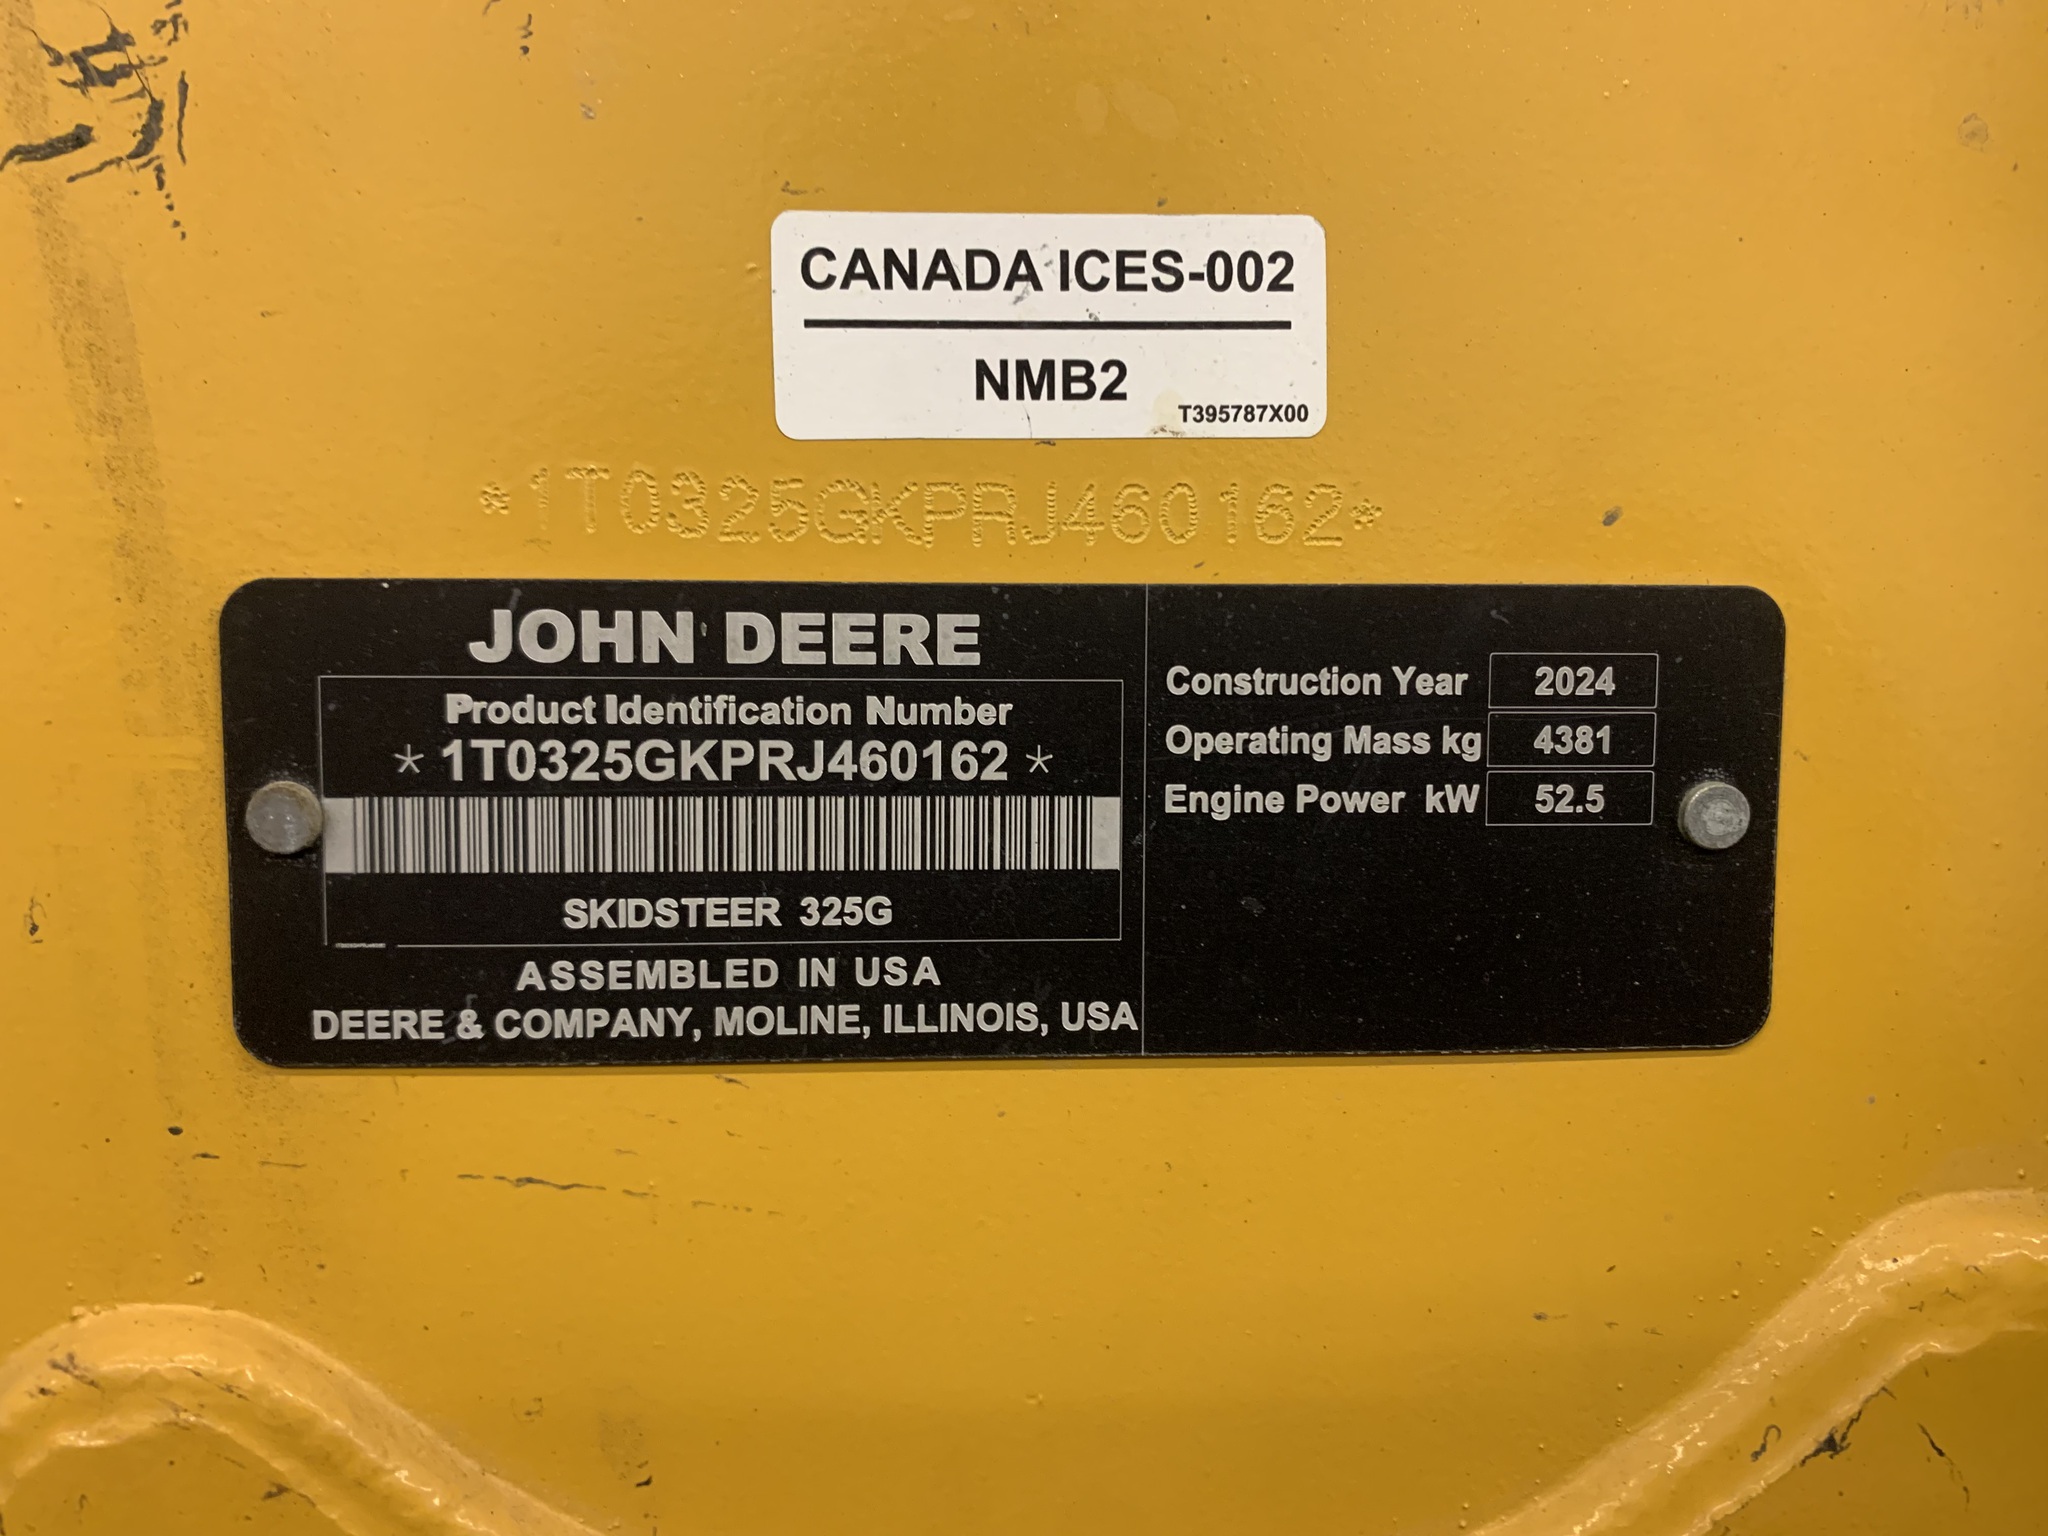 CANADA ICES-002
NMB2
T395787X00
*1T0325GKPRJ460162*
JOHN DEERE
Product Identification Number
* 1T0325GKPRJ460162 *
SKIDSTEER 325G
ASSEMBLED IN USA
DEERE & COMPANY, MOLINE, ILLINOIS, USA
Construction Year 2024
Operating Mass kg 4381
Engine Power kW 52.5